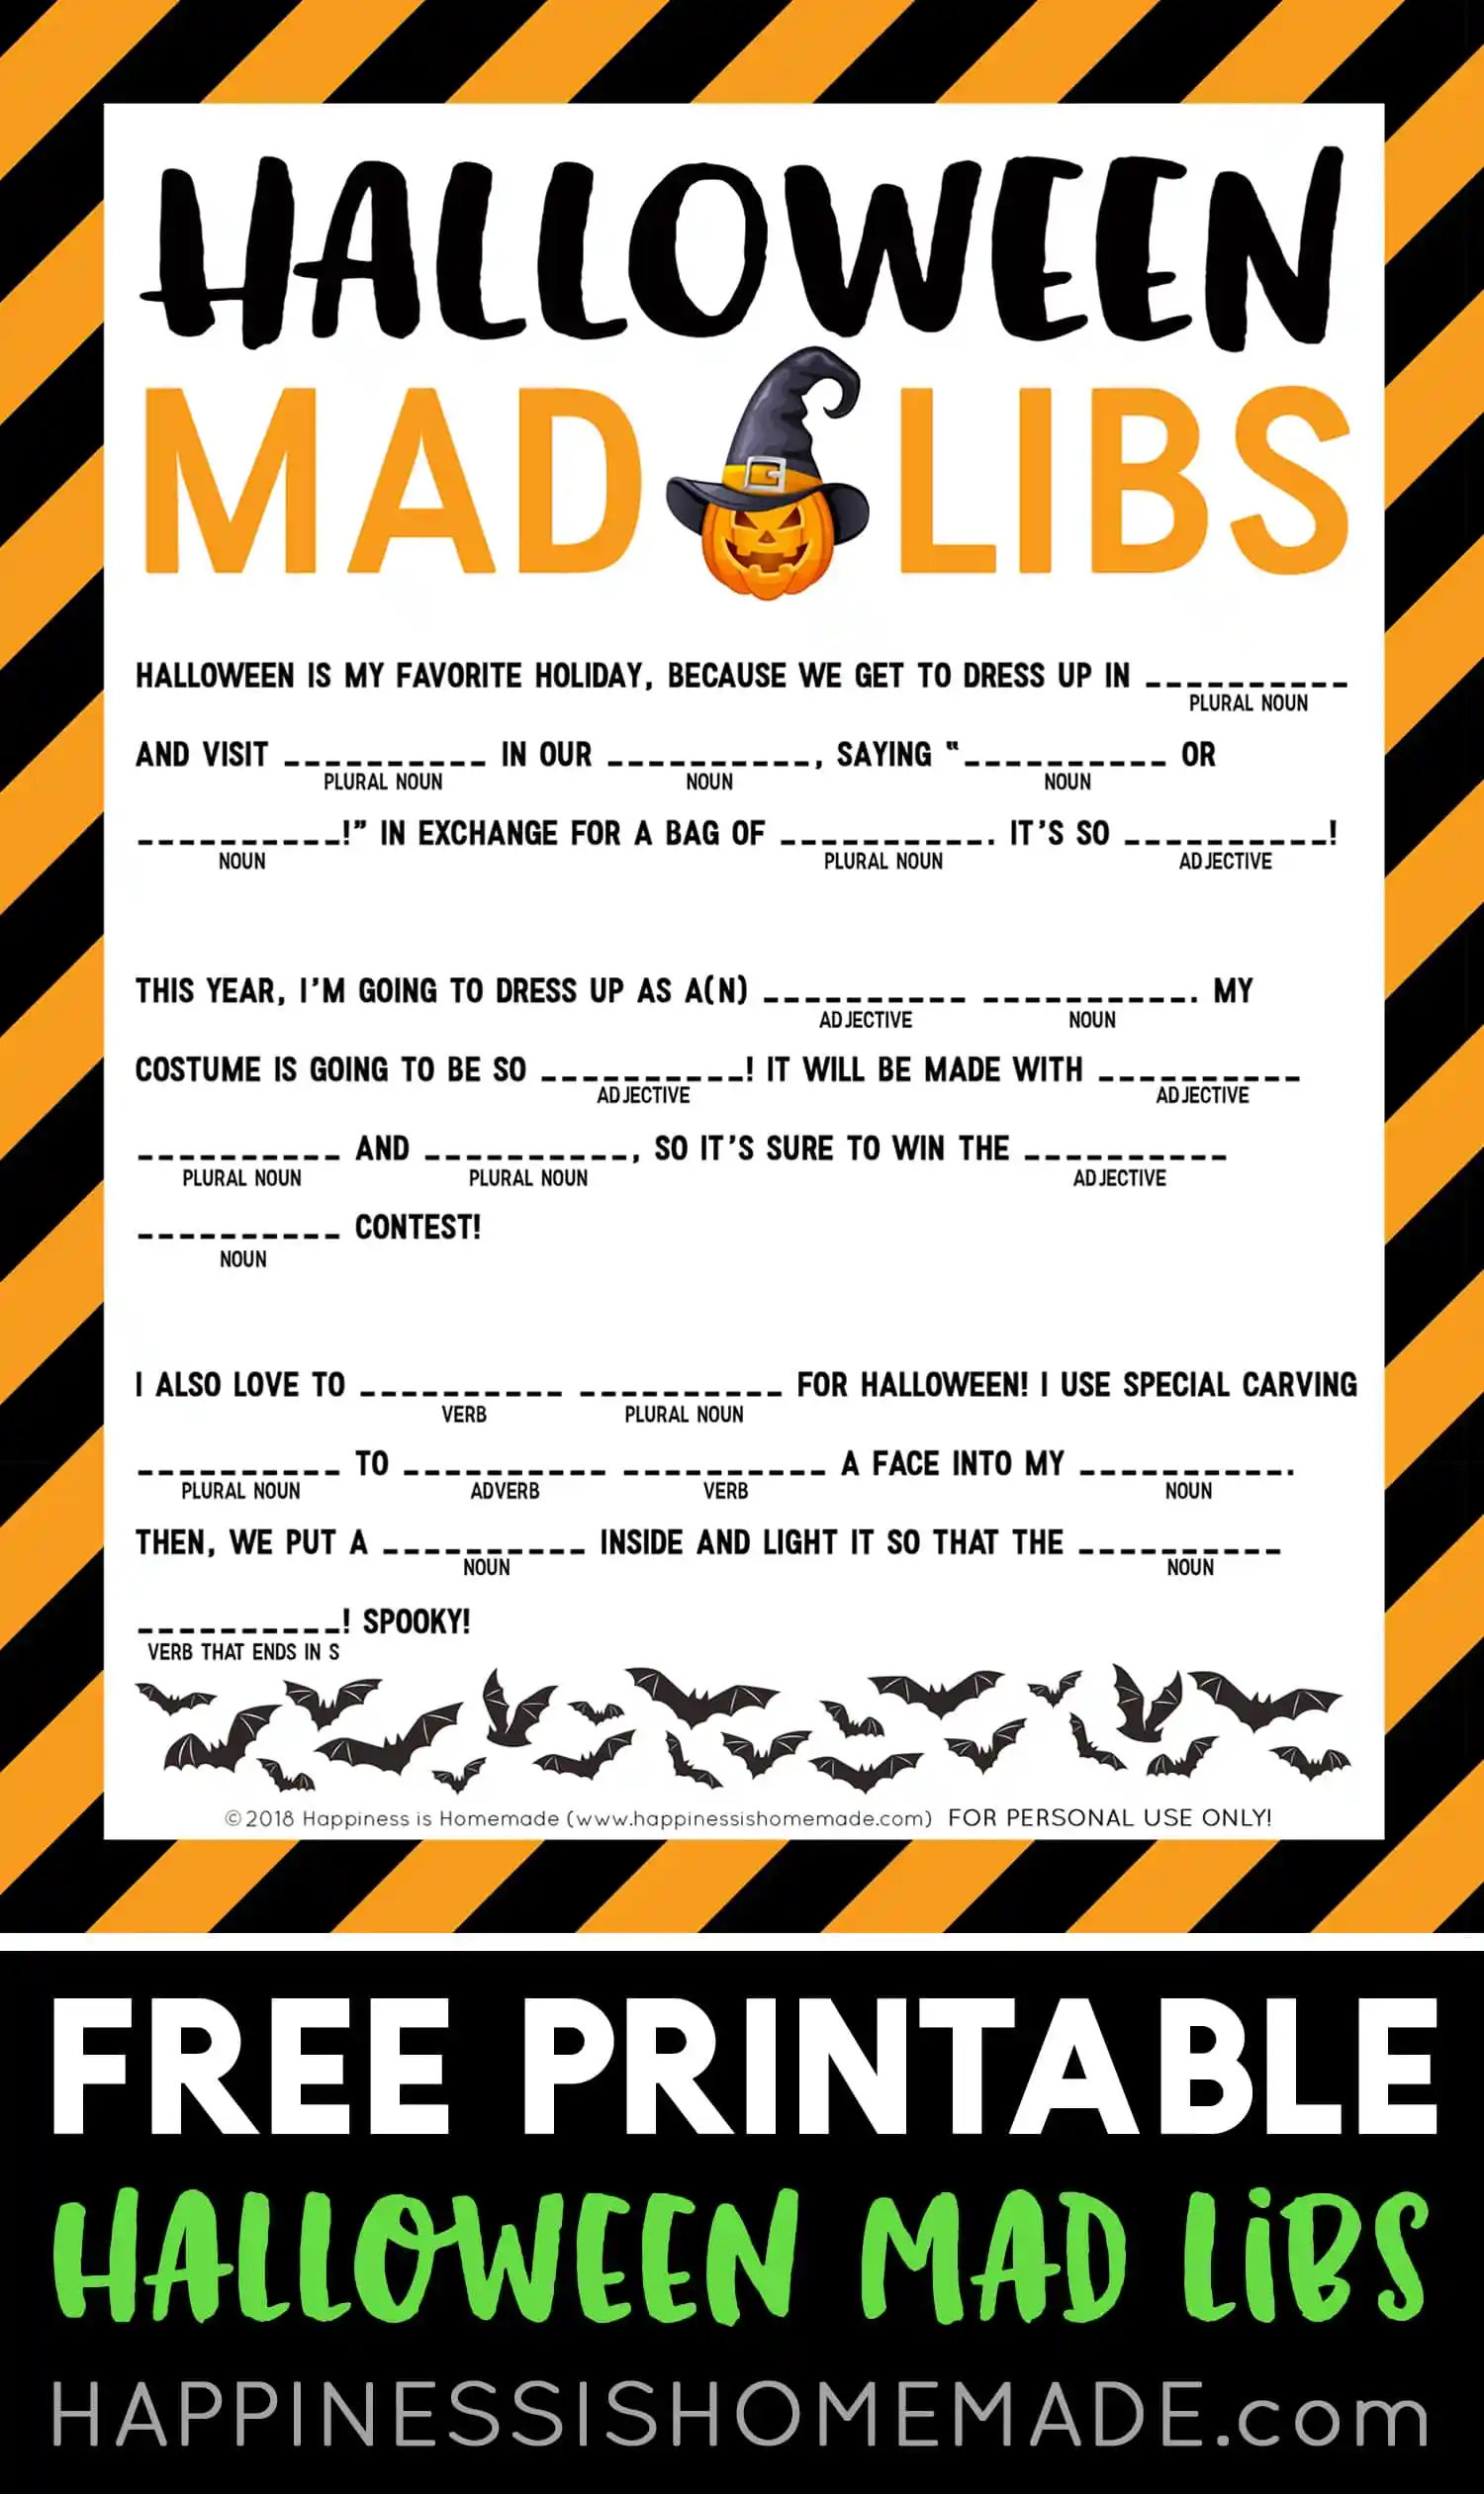 HALLOWEEN
MAD LIBS
HALLOWEEN IS MY FAVORITE HOLIDAY, BECAUSE WE GET TO DRESS UP IN __________
PLURAL NOUN
AND VISIT __________ IN OUR __________, SAYING “__________ OR
PLURAL NOUN NOUN NOUN
__________!” IN EXCHANGE FOR A BAG OF __________. IT’S SO __________!
NOUN PLURAL NOUN ADJECTIVE
THIS YEAR, I’M GOING TO DRESS UP AS A(N) __________ __________. MY
ADJECTIVE NOUN
COSTUME IS GOING TO BE SO __________! IT WILL BE MADE WITH __________
ADJECTIVE ADJECTIVE
__________ AND __________, SO IT’S SURE TO WIN THE __________
PLURAL NOUN PLURAL NOUN ADJECTIVE
__________ CONTEST!
NOUN
I ALSO LOVE TO __________ __________ FOR HALLOWEEN! I USE SPECIAL CARVING
VERB PLURAL NOUN
__________ TO __________ __________ A FACE INTO MY __________.
PLURAL NOUN ADVERB VERB NOUN
THEN, WE PUT A __________ INSIDE AND LIGHT IT SO THAT THE __________
NOUN NOUN
__________! SPOOKY!
VERB THAT ENDS IN S
©2018 Happiness is Homemade (www.happinessishomemade.com) FOR PERSONAL USE ONLY!
FREE PRINTABLE
HALLOWEEN MAD LiBS
HAPPINESSISHOMEMADE.com